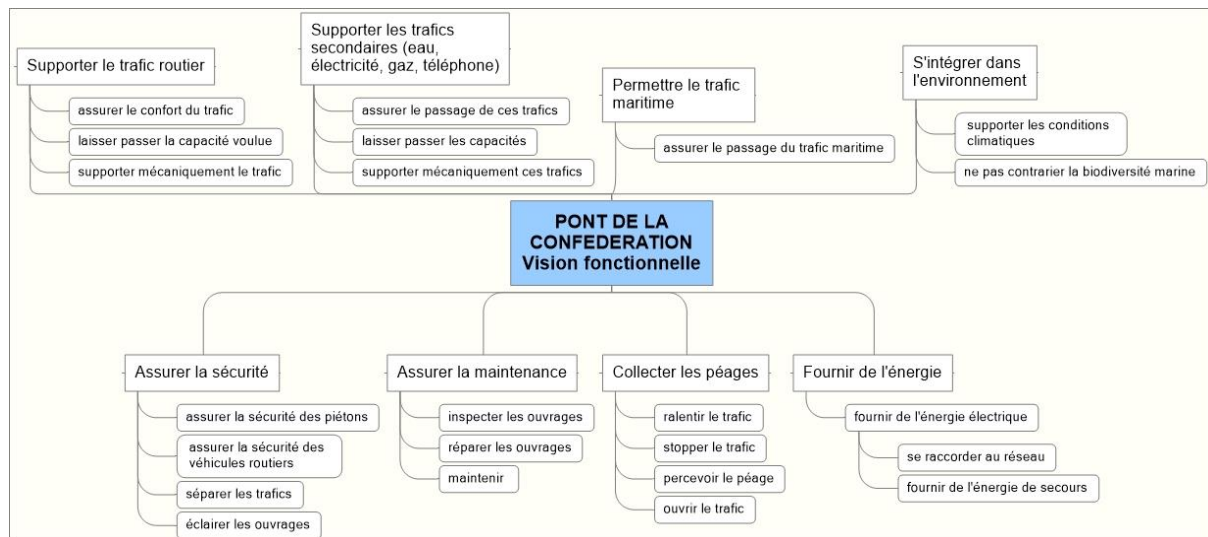 Supporter le trafic routier
assurer le confort du trafic
laisser passer la capacité voulue
supporter mécaniquement le trafic
Supporter les trafics
secondaires (eau,
électricité, gaz, téléphone)
assurer le passage de ces trafics
laisser passer les capacités
supporter mécaniquement ces trafics
Permettre le trafic
maritime
assurer le passage du trafic maritime
S'intégrer dans
l'environnement
supporter les conditions
climatiques
ne pas contrarier la biodiversité marine
PONT DE LA
CONFEDERATION
Vision fonctionnelle
Assurer la sécurité
assurer la sécurité des piétons
assurer la sécurité des
véhicules routiers
séparer les trafics
éclairer les ouvrages
Assurer la maintenance
inspecter les ouvrages
réparer les ouvrages
maintenir
Collecter les péages
ralentir le trafic
stopper le trafic
percevoir le péage
ouvrir le trafic
Fournir de l'énergie
fournir de l'énergie électrique
se raccorder au réseau
fournir de l'énergie de secours